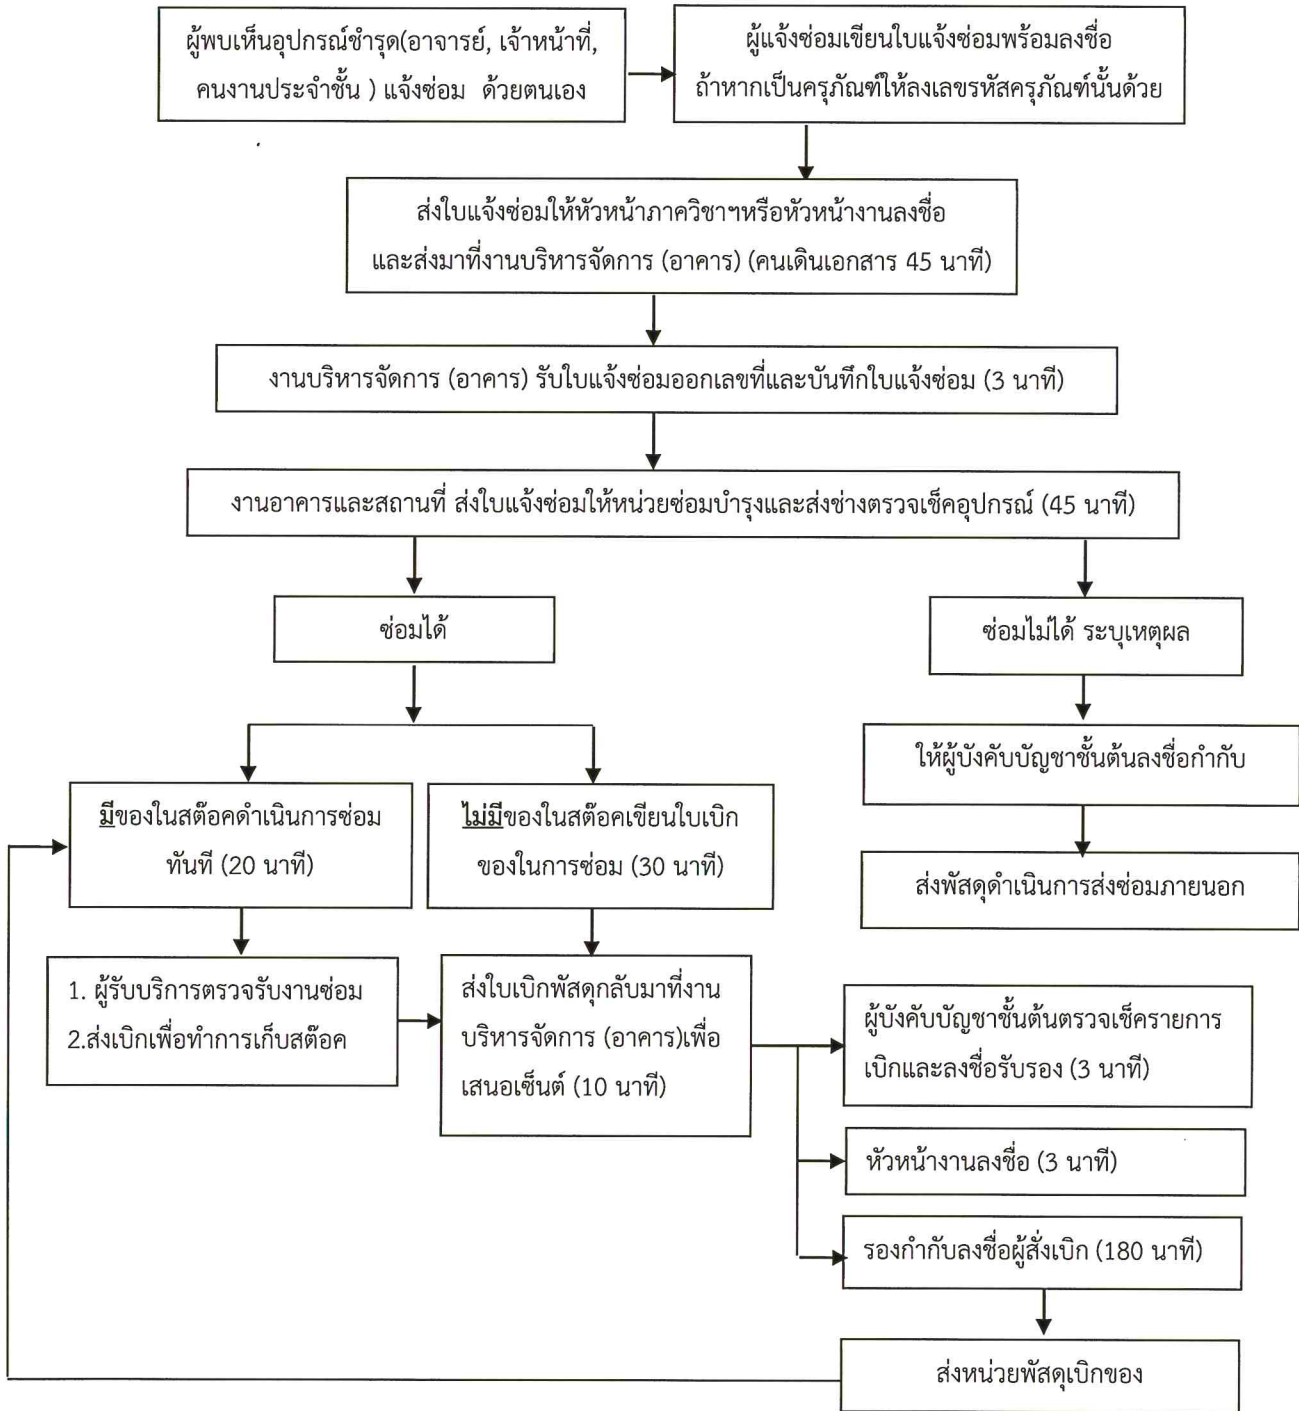 ผู้พบเห็นอุปกรณ์ชำรุด(อาจารย์, เจ้าหน้าที่,
คนงานประจำชั้น ) แจ้งซ่อม ด้วยตนเอง
ผู้แจ้งซ่อมเขียนใบแจ้งซ่อมพร้อมลงชื่อ
ถ้าหากเป็นครุภัณฑ์ให้ลงเลขรหัสครุภัณฑ์นั้นด้วย
ส่งใบแจ้งซ่อมให้หัวหน้าภาควิชาฯหรือหัวหน้างานลงชื่อ
และส่งมาที่งานบริหารจัดการ (อาคาร) (คนเดินเอกสาร 45 นาที)
งานบริหารจัดการ (อาคาร) รับใบแจ้งซ่อมออกเลขที่และบันทึกใบแจ้งซ่อม (3 นาที)
งานอาคารและสถานที่ ส่งใบแจ้งซ่อมให้หน่วยซ่อมบำรุงและส่งช่างตรวจเช็คอุปกรณ์ (45 นาที)
ซ่อมได้
ซ่อมไม่ได้ ระบุเหตุผล
ให้ผู้บังคับบัญชาชั้นต้นลงชื่อกำกับ
ส่งพัสดุดำเนินการส่งซ่อมภายนอก
มีของในสต๊อคดำเนินการซ่อม
ทันที (20 นาที)
ไม่มีของในสต๊อคเขียนใบเบิก
ของในการซ่อม (30 นาที)
1. ผู้รับบริการตรวจรับงานซ่อม
2.ส่งเบิกเพื่อทำการเก็บสต๊อค
ส่งใบเบิกพัสดุกลับมาที่งาน
บริหารจัดการ (อาคาร)เพื่อ
เสนอเซ็นต์ (10 นาที)
ผู้บังคับบัญชาชั้นต้นตรวจเช็ครายการ
เบิกและลงชื่อรับรอง (3 นาที)
หัวหน้างานลงชื่อ (3 นาที)
รองกำกับลงชื่อผู้สั่งเบิก (180 นาที)
ส่งหน่วยพัสดุเบิกของ